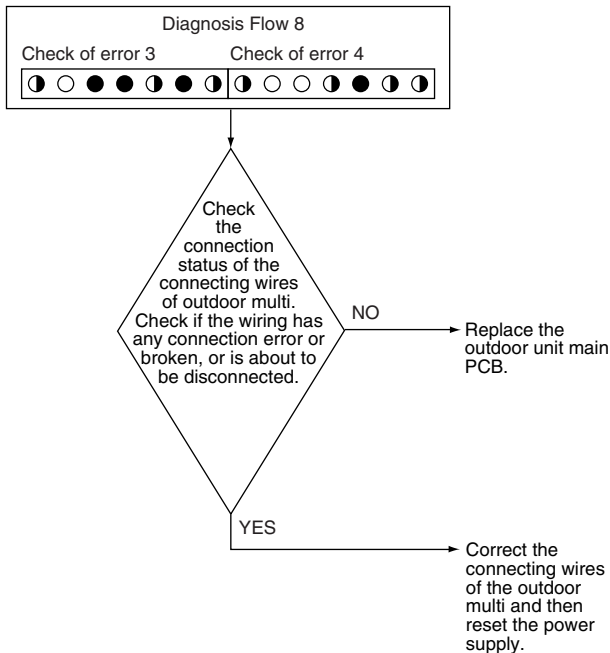 Diagnosis Flow 8
Check of error 3 Check of error 4
Check
the
connection
status of the
connecting wires
of outdoor multi.
Check if the wiring has
any connection error or
broken, or is about to
be disconnected.
NO
Replace the
outdoor unit main
PCB.
YES
Correct the
connecting wires
of the outdoor
multi and then
reset the power
supply.